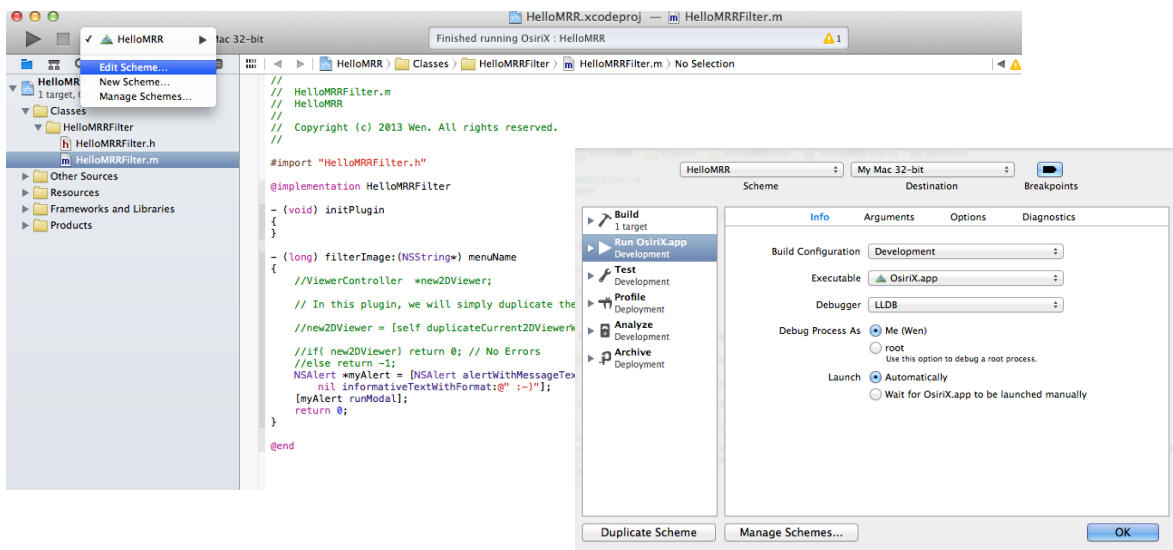 HelloMRR.xcodeproj — m HelloMRRFilter.m
✓ HelloMRR
Mac 32-bit
Finished running OsiriX : HelloMRR
1
Edit Scheme...
New Scheme...
Manage Schemes...
HelloMRR 〉 Classes 〉 HelloMRRFilter 〉 m HelloMRRFilter.m 〉 No Selection
HelloMR
1 target,
Classes
HelloMRRFilter
h HelloMRRFilter.h
m HelloMRRFilter.m
Other Sources
Resources
Frameworks and Libraries
Products
//
// HelloMRRFilter.m
// HelloMRR
//
// Copyright (c) 2013 Wen. All rights reserved.
//
#import "HelloMRRFilter.h"
@implementation HelloMRRFilter
- (void) initPlugin
{
}
- (long) filterImage:(NSString*) menuName
{
//ViewerController *new2DViewer;
// In this plugin, we will simply duplicate the
//new2DViewer = [self duplicateCurrent2DViewerW
//if( new2DViewer) return 0; // No Errors
//else return -1;
NSAlert *myAlert = [NSAlert alertWithMessageTex
nil informativeTextWithFormat:@" :-)"];
[myAlert runModal];
return 0;
}
@end
HelloMRR
My Mac 32-bit
Scheme
Destination
Breakpoints
Build
1 target
Run OsiriX.app
Development
Test
Development
Profile
Deployment
Analyze
Development
Archive
Deployment
Info Arguments Options Diagnostics
Build Configuration Development
Executable OsiriX.app
Debugger LLDB
Debug Process As Me (Wen)
root
Use this option to debug a root process.
Launch Automatically
Wait for OsiriX.app to be launched manually
Duplicate Scheme
Manage Schemes...
OK